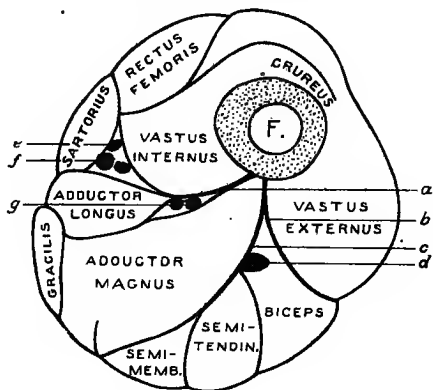 RECTUS
FEMORIS
CRUREUS
SARTORIUS
VASTUS
INTERNUS
F.
e
f
g
ADDUCTOR
LONGUS
a
b
c
d
VASTUS
EXTERNUS
GRACILIS
ADDUCTOR
MAGNUS
BICEPS
SEMI-
TENDIN.
SEMI-
MEMB.